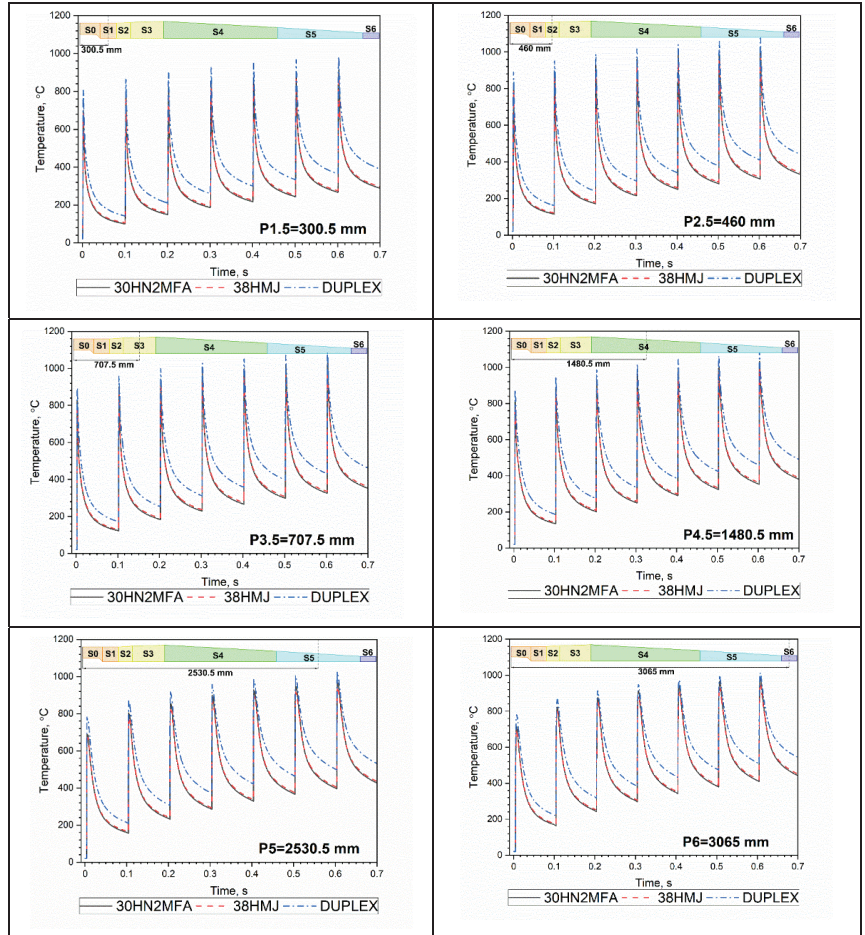 1200
1000
800
600
400
200
0
Temperature, °C
S0 S1 S2 S3 S4 S5 S6
300.5 mm
P1.5=300.5 mm
0 0.1 0.2 0.3 0.4 0.5 0.6 0.7
Time, s
30HN2MFA 38HMJ DUPLEX
1200
1000
800
600
400
200
0
Temperature, °C
S0 S1 S2 S3 S4 S5 S6
460 mm
P2.5=460 mm
0 0.1 0.2 0.3 0.4 0.5 0.6 0.7
Time, s
30HN2MFA 38HMJ DUPLEX
1200
1000
800
600
400
200
0
Temperature, °C
S0 S1 S2 S3 S4 S5 S6
707.5 mm
P3.5=707.5 mm
0 0.1 0.2 0.3 0.4 0.5 0.6 0.7
Time, s
30HN2MFA 38HMJ DUPLEX
1200
1000
800
600
400
200
0
Temperature, °C
S0 S1 S2 S3 S4 S5 S6
1480.5 mm
P4.5=1480.5 mm
0 0.1 0.2 0.3 0.4 0.5 0.6 0.7
Time, s
30HN2MFA 38HMJ DUPLEX
1200
1000
800
600
400
200
0
Temperature, °C
S0 S1 S2 S3 S4 S5 S6
2530.5 mm
P5=2530.5 mm
0 0.1 0.2 0.3 0.4 0.5 0.6 0.7
Time, s
30HN2MFA 38HMJ DUPLEX
1200
1000
800
600
400
200
0
Temperature, °C
S0 S1 S2 S3 S4 S5 S6
3065 mm
P6=3065 mm
0 0.1 0.2 0.3 0.4 0.5 0.6 0.7
Time, s
30HN2MFA 38HMJ DUPLEX